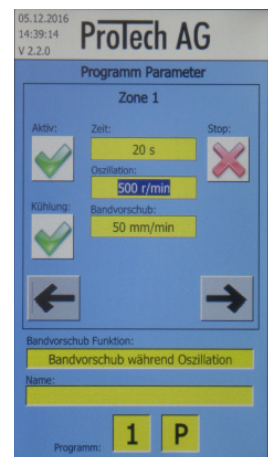 05.12.2016
14:39:14
V 2.2.0
ProTech AG
Programm Parameter
Zone 1
Aktiv:
Zeit:
Stop:
20 s
Oszillation:
500 r/min
Kühlung:
Bandvorschub:
50 mm/min
Bandvorschub Funktion:
Bandvorschub während Oszillation
Name:
Programm:
1
P